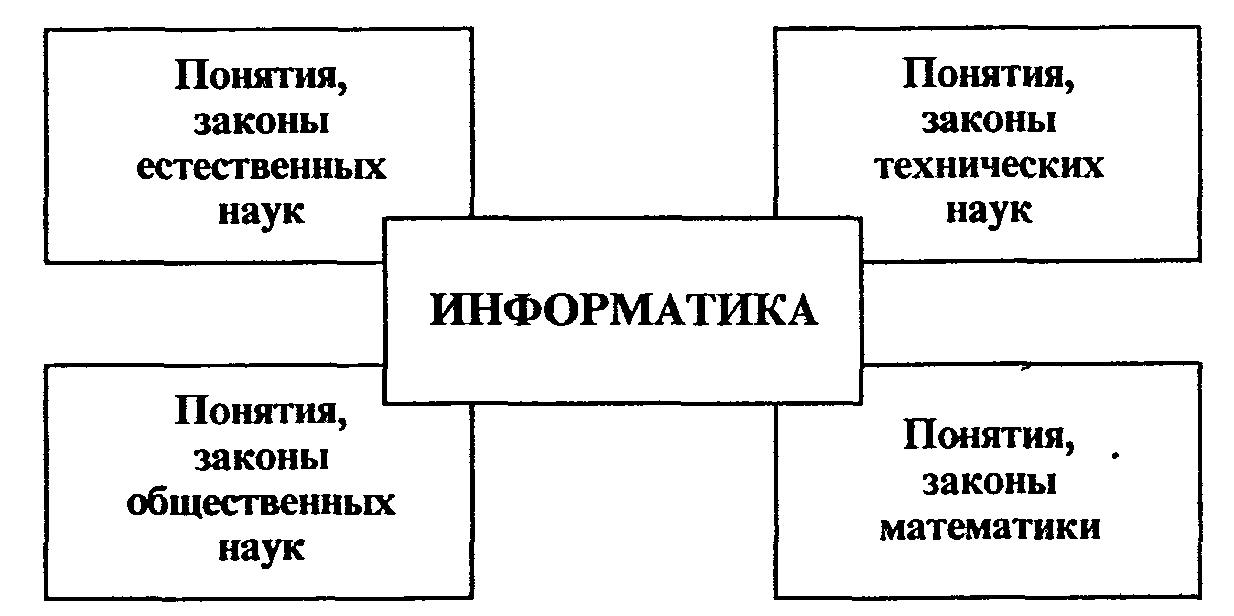 Понятия,
законы
естественных
наук
Понятия,
законы
технических
наук
ИНФОРМАТИКА
Понятия,
законы
общественных
наук
Понятия,
законы
математики